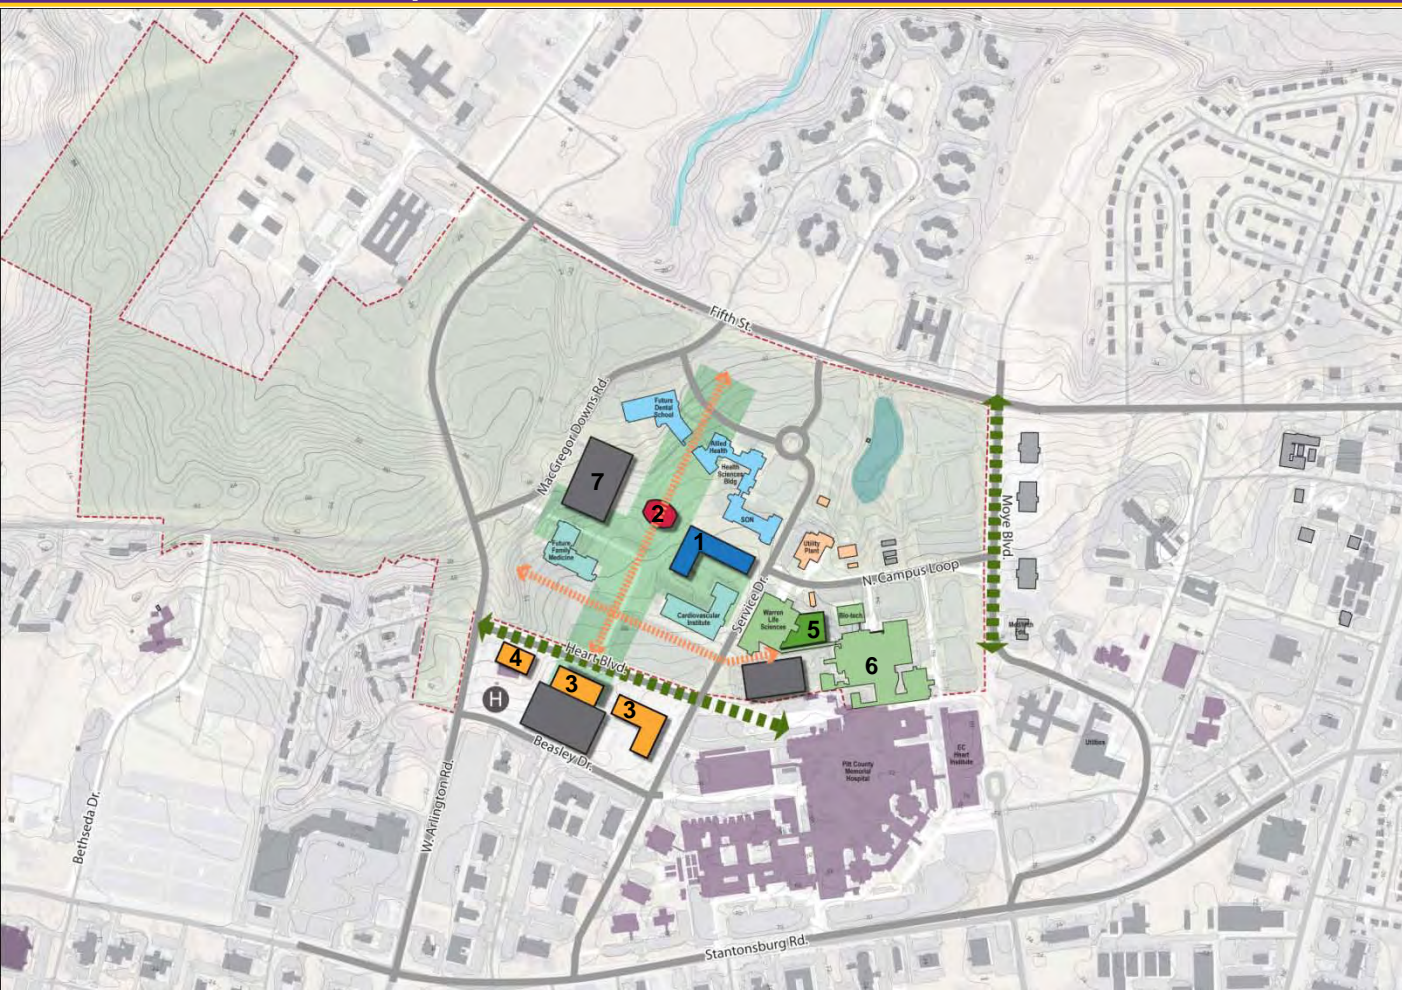 Fifth St.
MacGregor Downs Rd.
Future
Dental
School
Allied
Health
Health
Sciences
Bldg
SON
7
2
1
Future
Family
Medicine
Utility
Plant
Moye Blvd.
N. Campus Loop
Cardiovascular
Institute
Service Dr.
Warren
Life
Sciences
5
Bio-tech
6
Heart Blvd.
4
3
3
H
Beasley Dr.
W. Arlington Rd.
Bethseda Dr.
Pitt County
Memorial
Hospital
EC
Heart
Institute
Utilities
Stantonsburg Rd.